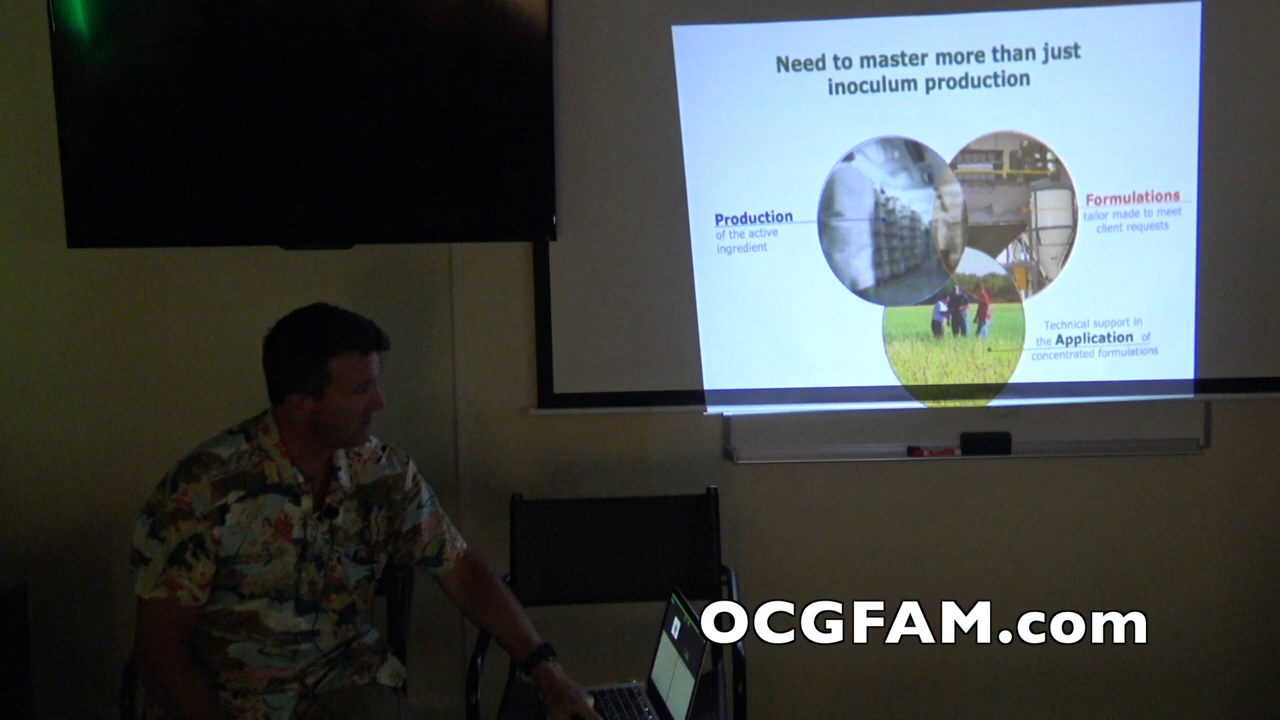 Need to master more than just
inoculum production
Production
of the active
ingredient
Formulations
tailor made to meet
client requests
Technical support in
the Application of
concentrated formulations
OCGFAM.com